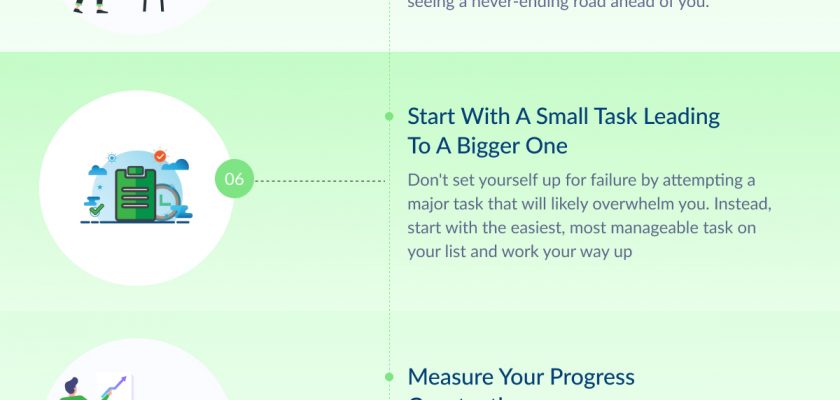 seeing a never-ending road ahead of you.
06
Start With A Small Task Leading
To A Bigger One
Don't set yourself up for failure by attempting a
major task that will likely overwhelm you. Instead,
start with the easiest, most manageable task on
your list and work your way up
Measure Your Progress